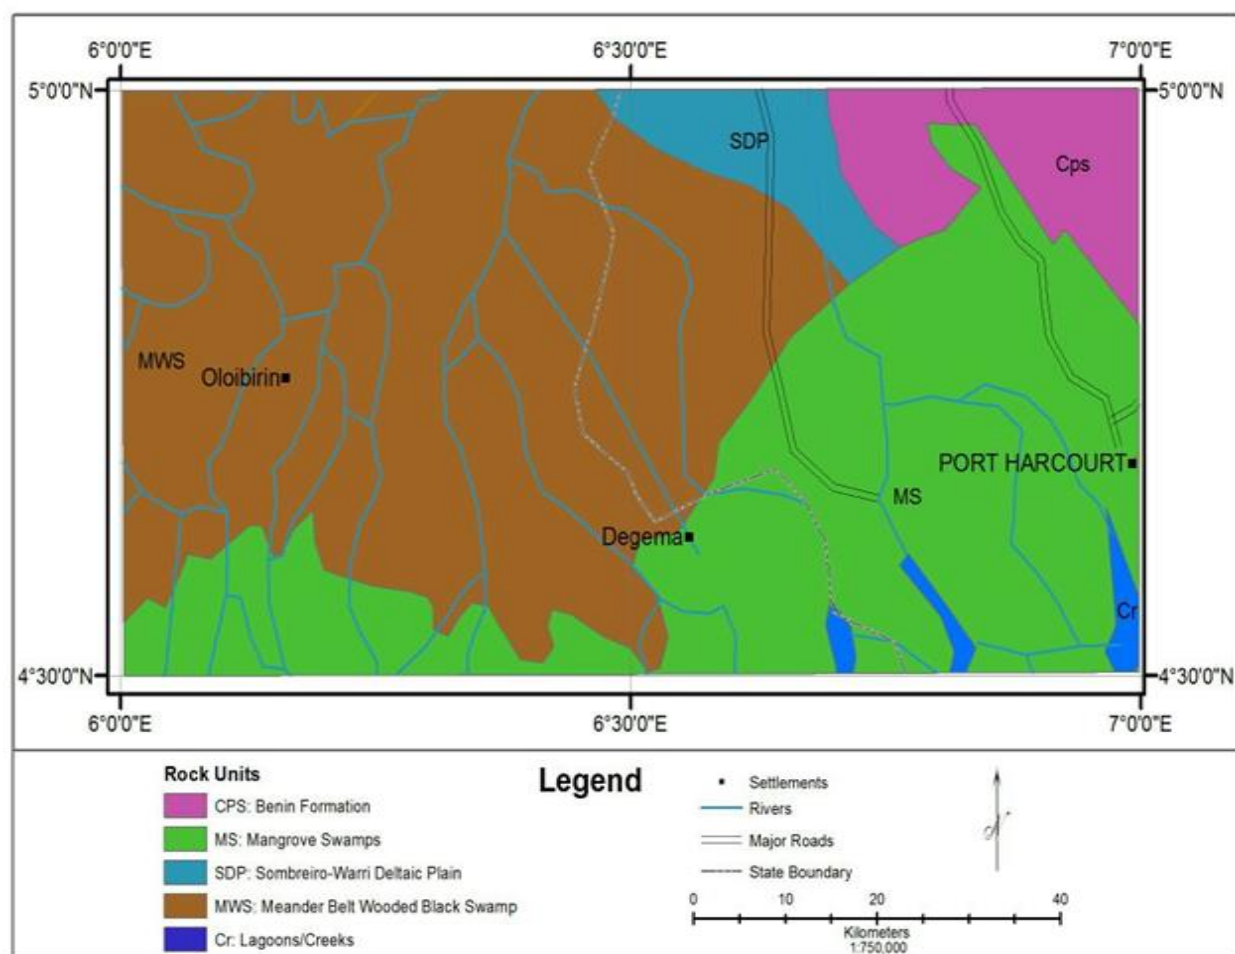 6°0'0"E 6°30'0"E 7°0'0"E
5°0'0"N 5°0'0"N
SDP
Cps
MWS
Oloibirin
PORT HARCOURT
MS
Degema
Cr
4°30'0"N 4°30'0"N
6°0'0"E 6°30'0"E 7°0'0"E
Legend
Rock Units
CPS: Benin Formation
MS: Mangrove Swamps
SDP: Sombreiro-Warri Deltaic Plain
MWS: Meander Belt Wooded Black Swamp
Cr: Lagoons/Creeks
Settlements
Rivers
Major Roads
State Boundary
N
0 10 20 40
Kilometers
1:750,000